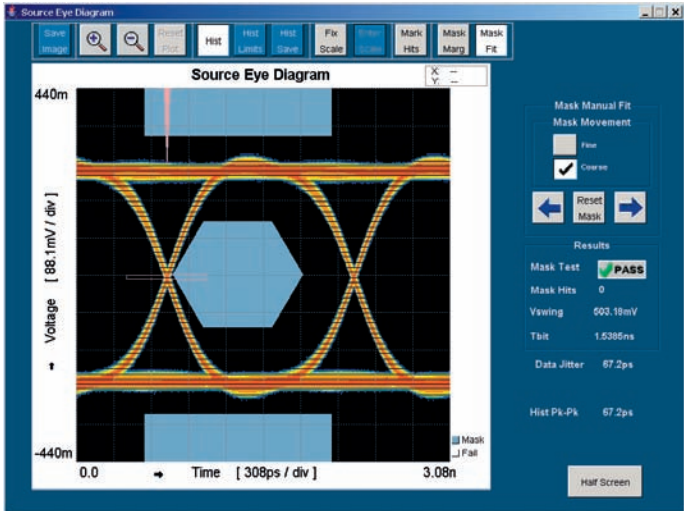 Source Eye Diagram
Save Image
Reset Plot
Hist
Hist Limits
Hist Save
Fix Scale
Enter Scale
Mark Hits
Mask Marg
Mask Fit
Source Eye Diagram
X: --
Y: --
440m
Voltage [ 88.1mV / div ]
-440m
0.0
Time [ 308ps / div ]
3.08n
Mask
Fail
Mask Manual Fit
Mask Movement
Fine
Coarse
Reset Mask
Results
Mask Test PASS
Mask Hits 0
Vswing 503.18mV
Tbit 1.5385ns
Data Jitter 67.2ps
Hist Pk-Pk 67.2ps
Half Screen